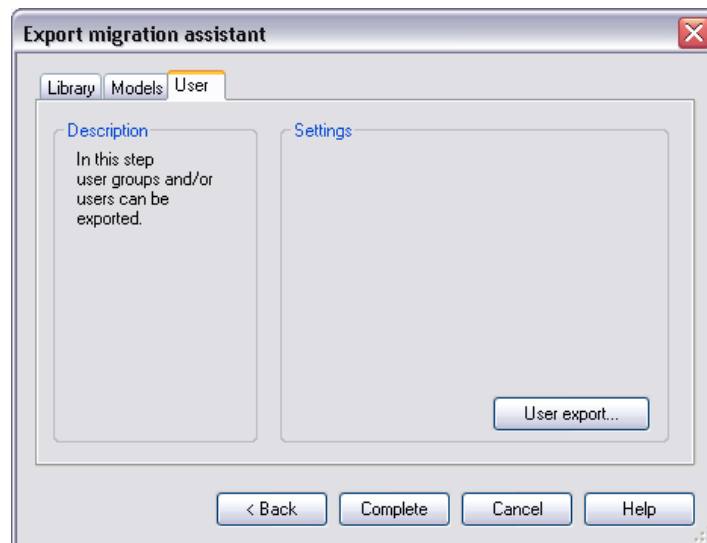 Export migration assistant
Library Models User
Description
In this step
user groups and/or
users can be
exported.
Settings
User export...
< Back Complete Cancel Help